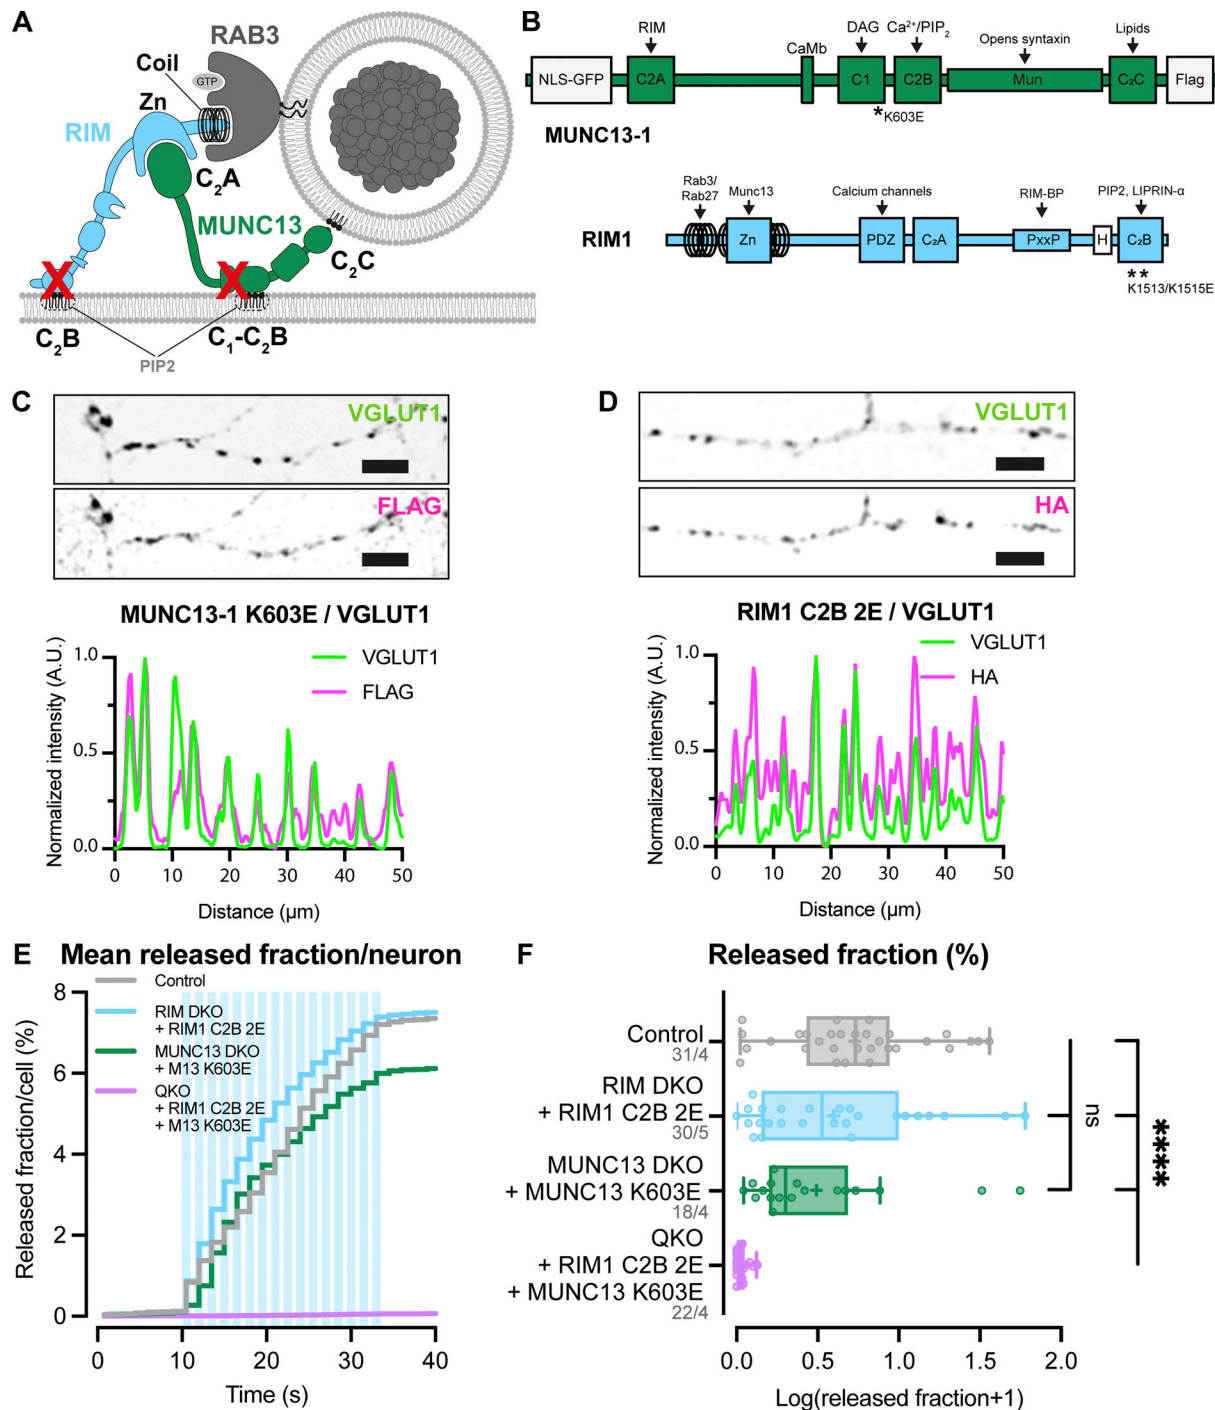 A
RAB3
GTP
Coil
Zn
RIM
C₂A
MUNC13
C₂C
C₂B
C₁-C₂B
PIP2
B
RIM
DAG
Ca²⁺/PIP₂
CaMb
Opens syntaxin
Lipids
NLS-GFP
C2A
C1
C2B
Mun
C₂C
Flag
*K603E
MUNC13-1
Rab3/
Rab27
Munc13
Calcium channels
RIM-BP
PIP2, LIPRIN-α
RIM1
Zn
PDZ
C₂A
PxxP
H
C₂B
**
K1513/K1515E
C
VGLUT1
FLAG
MUNC13-1 K603E / VGLUT1
VGLUT1
FLAG
Normalized intensity (A.U.)
1.0
0.5
0.0
0 10 20 30 40 50
Distance (µm)
D
VGLUT1
HA
RIM1 C2B 2E / VGLUT1
VGLUT1
HA
Normalized intensity (A.U.)
1.0
0.5
0.0
0 10 20 30 40 50
Distance (µm)
E
Mean released fraction/neuron
Control
RIM DKO
+ RIM1 C2B 2E
MUNC13 DKO
+ M13 K603E
QKO
+ RIM1 C2B 2E
+ M13 K603E
Released fraction/cell (%)
8
6
4
2
0
0 10 20 30 40
Time (s)
F
Released fraction (%)
Control
31/4
RIM DKO
+ RIM1 C2B 2E
30/5
MUNC13 DKO
+ MUNC13 K603E
18/4
QKO
+ RIM1 C2B 2E
+ MUNC13 K603E
22/4
ns
****
0.0 0.5 1.0 1.5 2.0
Log(released fraction+1)